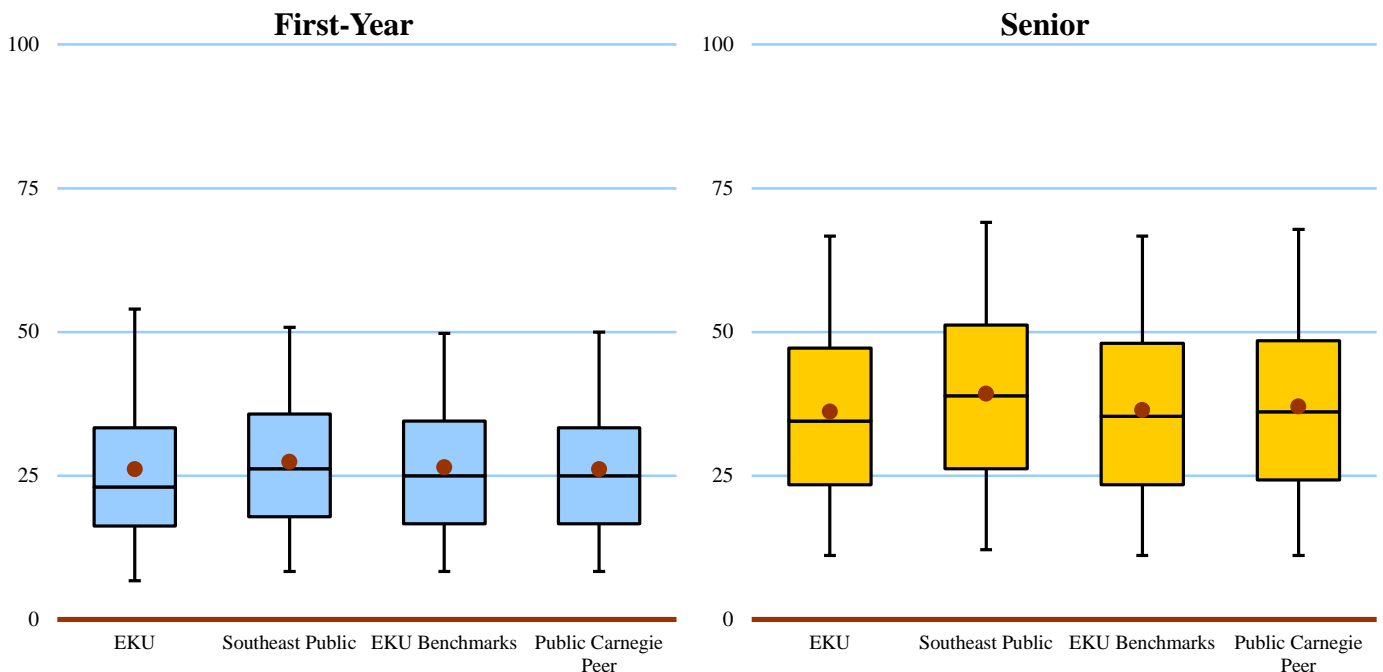 First-Year
100
75
50
25
0
EKU
Southeast Public
EKU Benchmarks
Public Carnegie
Peer
Senior
100
75
50
25
0
EKU
Southeast Public
EKU Benchmarks
Public Carnegie
Peer